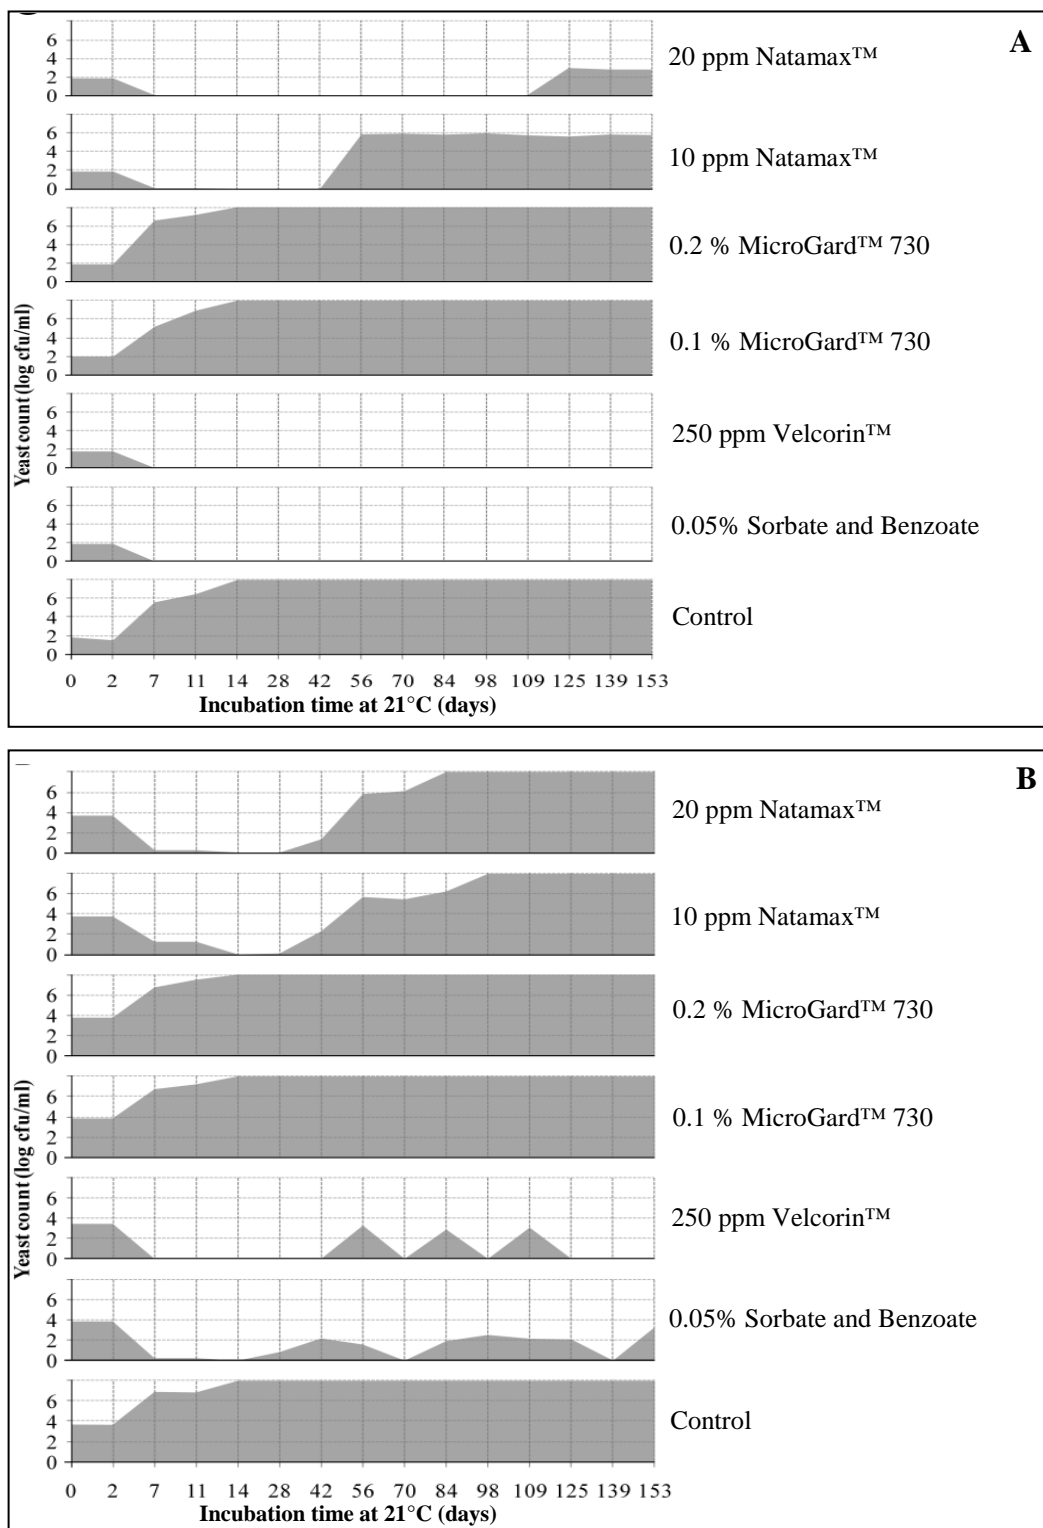 A
6
4
2
0
20 ppm Natamax™
6
4
2
0
10 ppm Natamax™
6
4
2
0
0.2 % MicroGard™ 730
6
4
2
0
0.1 % MicroGard™ 730
6
4
2
0
250 ppm Velcorin™
6
4
2
0
0.05% Sorbate and Benzoate
6
4
2
0
Control
Yeast count (log cfu/ml)
0 2 7 11 14 28 42 56 70 84 98 109 125 139 153
Incubation time at 21°C (days)
B
6
4
2
0
20 ppm Natamax™
6
4
2
0
10 ppm Natamax™
6
4
2
0
0.2 % MicroGard™ 730
6
4
2
0
0.1 % MicroGard™ 730
6
4
2
0
250 ppm Velcorin™
6
4
2
0
0.05% Sorbate and Benzoate
6
4
2
0
Control
Yeast count (log cfu/ml)
0 2 7 11 14 28 42 56 70 84 98 109 125 139 153
Incubation time at 21°C (days)